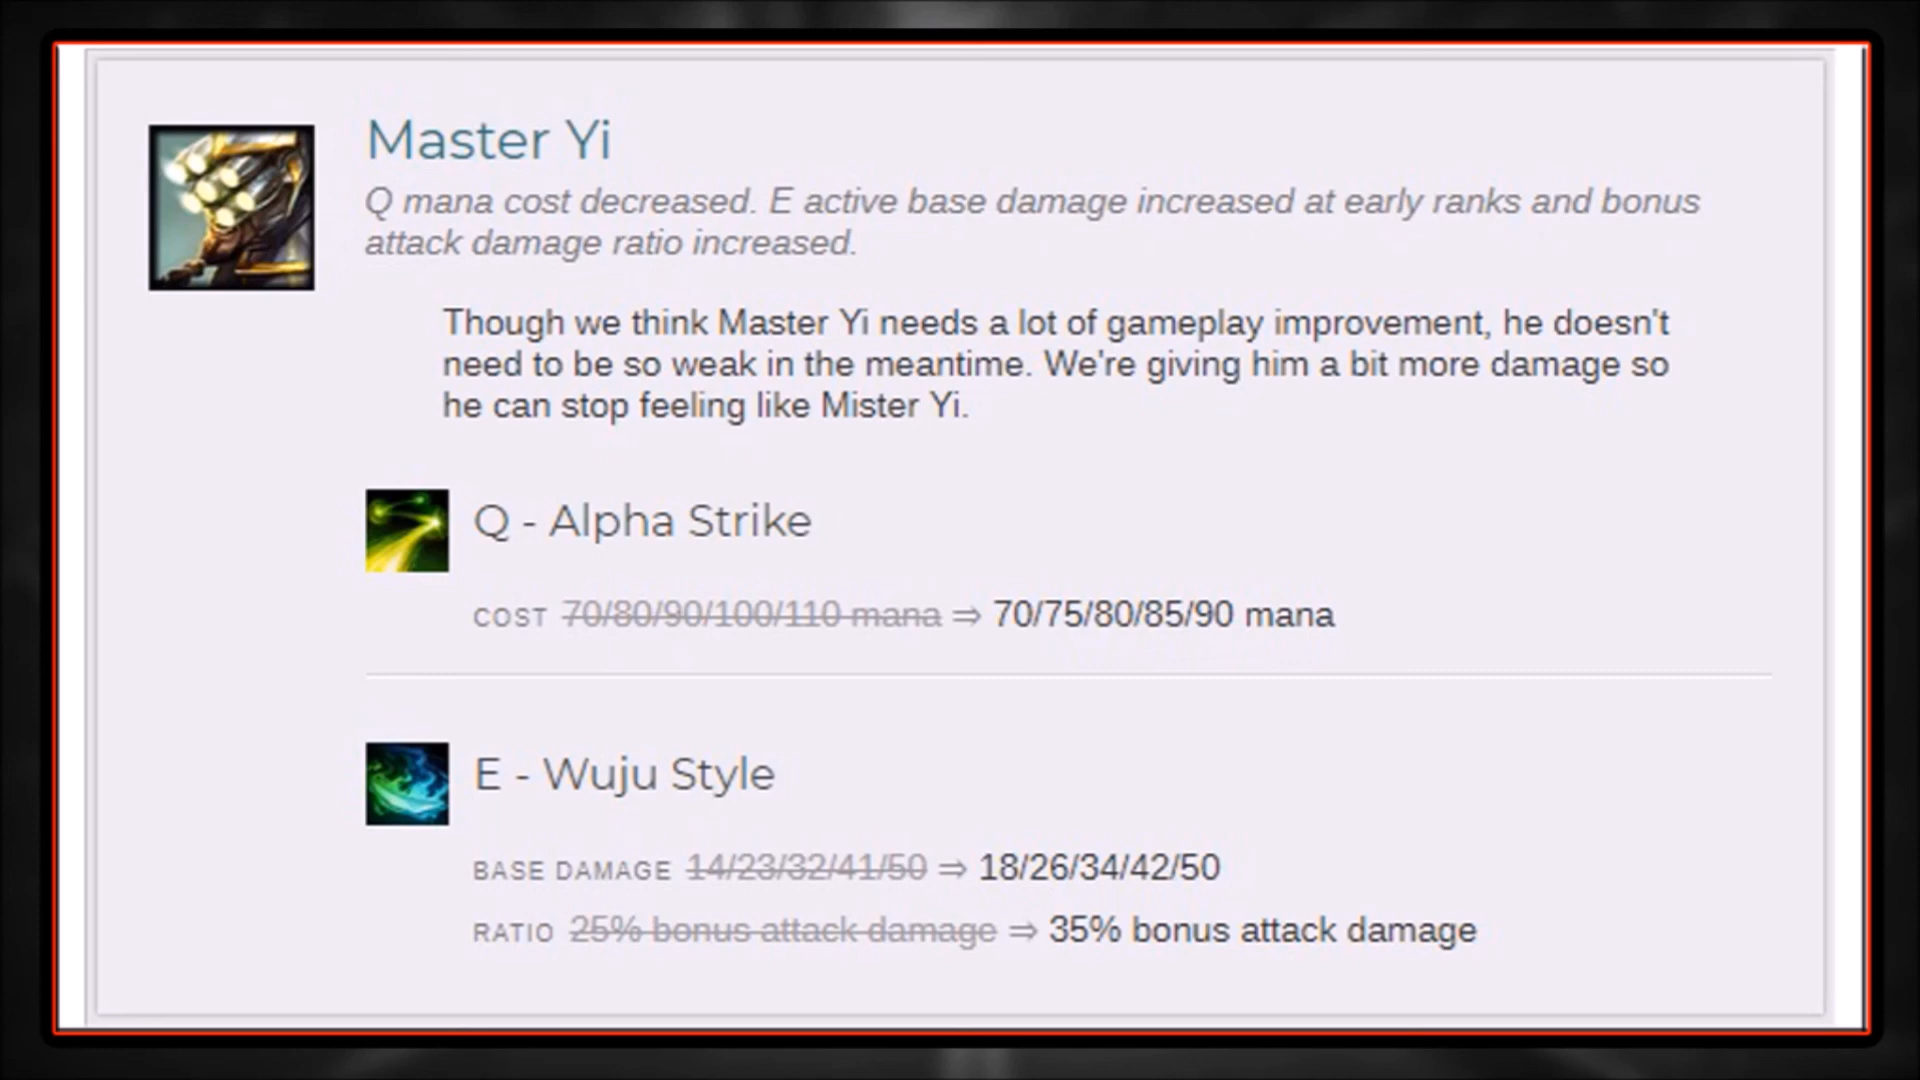 Master Yi
Q mana cost decreased. E active base damage increased at early ranks and bonus
attack damage ratio increased.
Though we think Master Yi needs a lot of gameplay improvement, he doesn't
need to be so weak in the meantime. We're giving him a bit more damage so
he can stop feeling like Mister Yi.
Q - Alpha Strike
COST 70/80/90/100/110 mana ⇒ 70/75/80/85/90 mana
E - Wuju Style
BASE DAMAGE 14/23/32/41/50 ⇒ 18/26/34/42/50
RATIO 25% bonus attack damage ⇒ 35% bonus attack damage